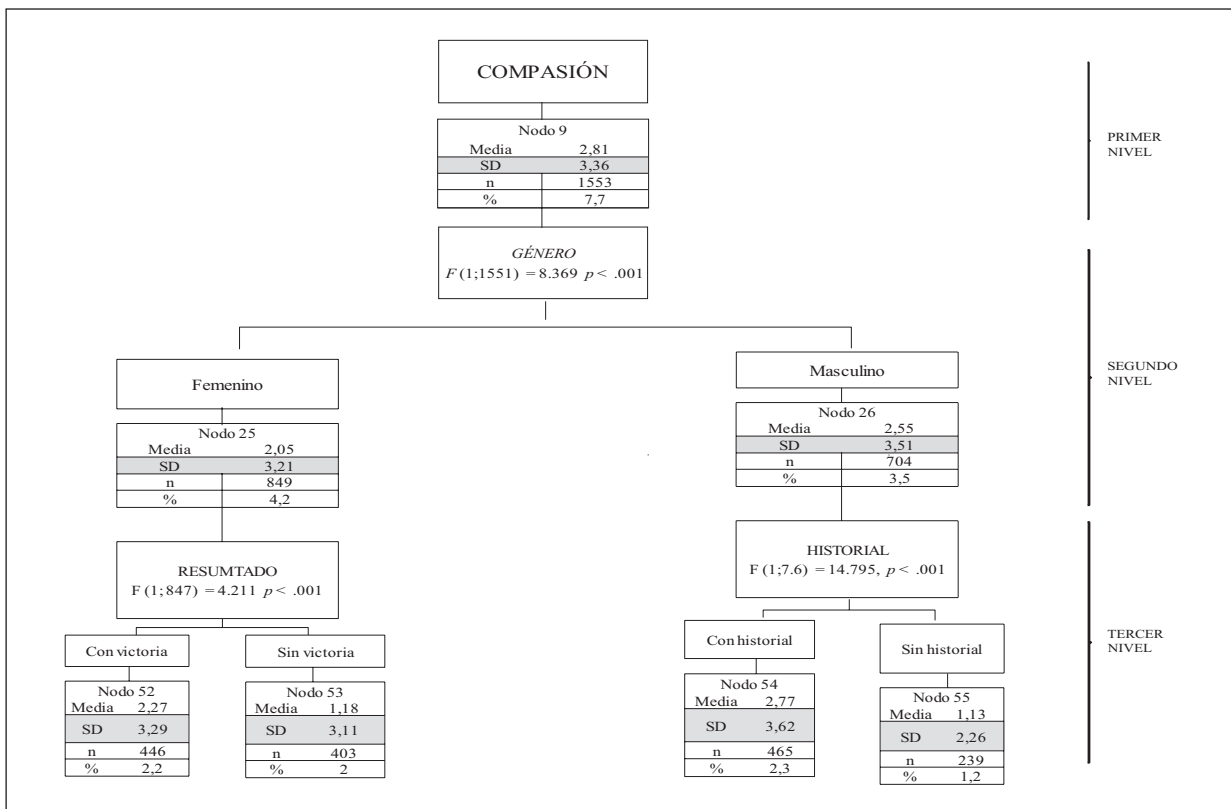 COMPASIÓN
Nodo 9
Media 2,81
SD 3,36
n 1553
% 7,7
PRIMER
NIVEL
GÉNERO
F (1;1551) = 8.369 p < .001
Femenino
Nodo 25
Media 2,05
SD 3,21
n 849
% 4,2
Masculino
Nodo 26
Media 2,55
SD 3,51
n 704
% 3,5
SEGUNDO
NIVEL
RESUMTADO
F (1; 847) = 4.211 p < .001
HISTORIAL
F (1;7.6) = 14.795, p < .001
Con victoria
Nodo 52
Media 2,27
SD 3,29
n 446
% 2,2
Sin victoria
Nodo 53
Media 1,18
SD 3,11
n 403
% 2
Con historial
Nodo 54
Media 2,77
SD 3,62
n 465
% 2,3
Sin historial
Nodo 55
Media 1,13
SD 2,26
n 239
% 1,2
TERCER
NIVEL